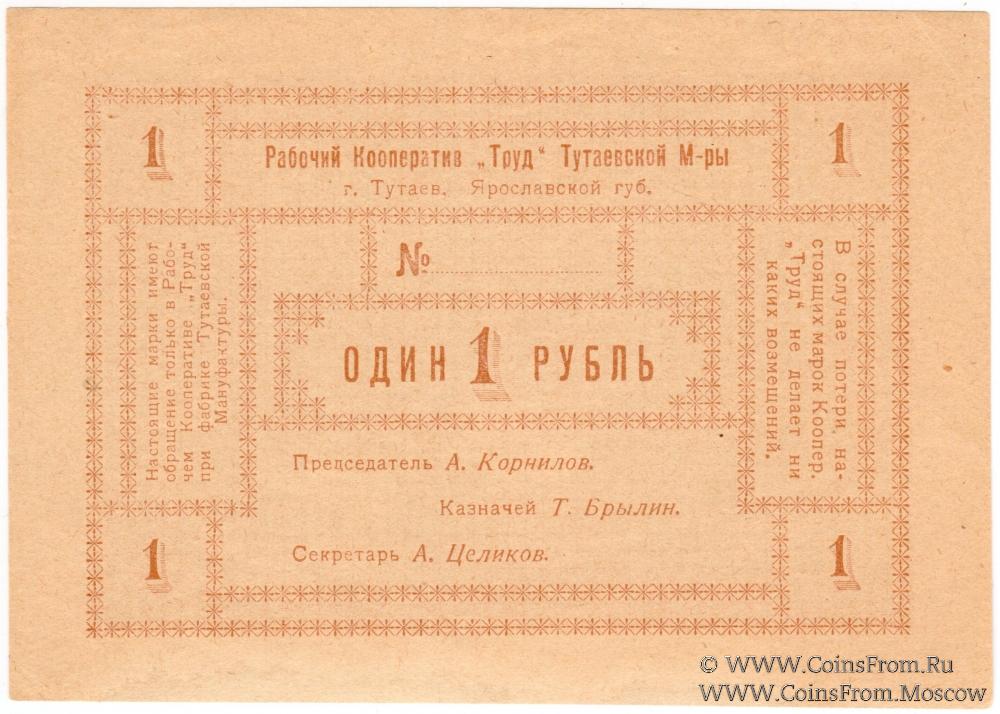 1
1
Рабочий Кооператив „Труд“ Тутаевской М-ры
г. Тутаев, Ярославской губ.
Настоящие марки имеют
обращение только в Рабо-
чем Кооперативе „Труд“
при фабрике Тутаевской
Мануфактуры.
№
ОДИН 1 РУБЛЬ
В случае потери, на-
стоящих марок Коопер.
„Труд“ не делает ни
каких возмещений.
Председатель А. Корнилов.
Казначей Т. Брылин.
Секретарь А. Целиков.
1
1
© WWW.CoinsFrom.Ru
WWW.CoinsFrom.Moscow